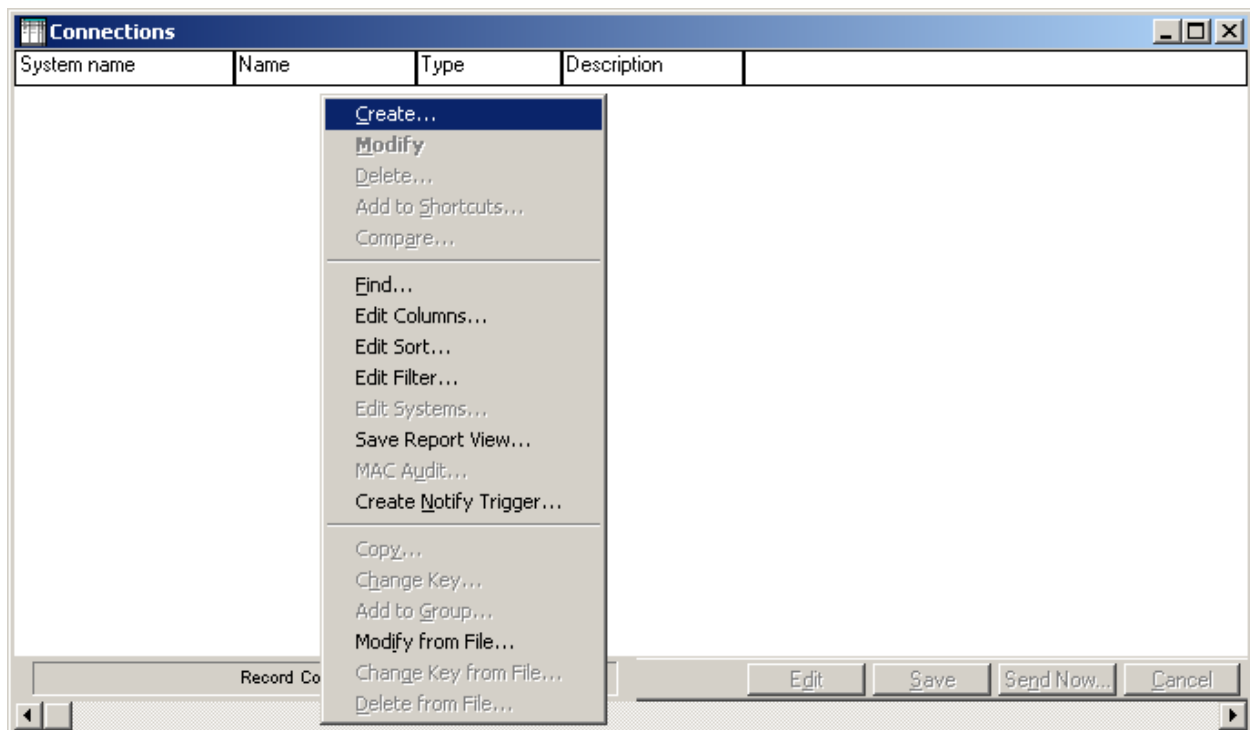 Connections
System name Name Type Description
Create...
Modify
Delete...
Add to Shortcuts...
Compare...
Find...
Edit Columns...
Edit Sort...
Edit Filter...
Edit Systems...
Save Report View...
MAC Audit...
Create Notify Trigger...
Copy...
Change Key...
Add to Group...
Modify from File...
Change Key from File...
Delete from File...
Record Co
Edit Save Send Now... Cancel